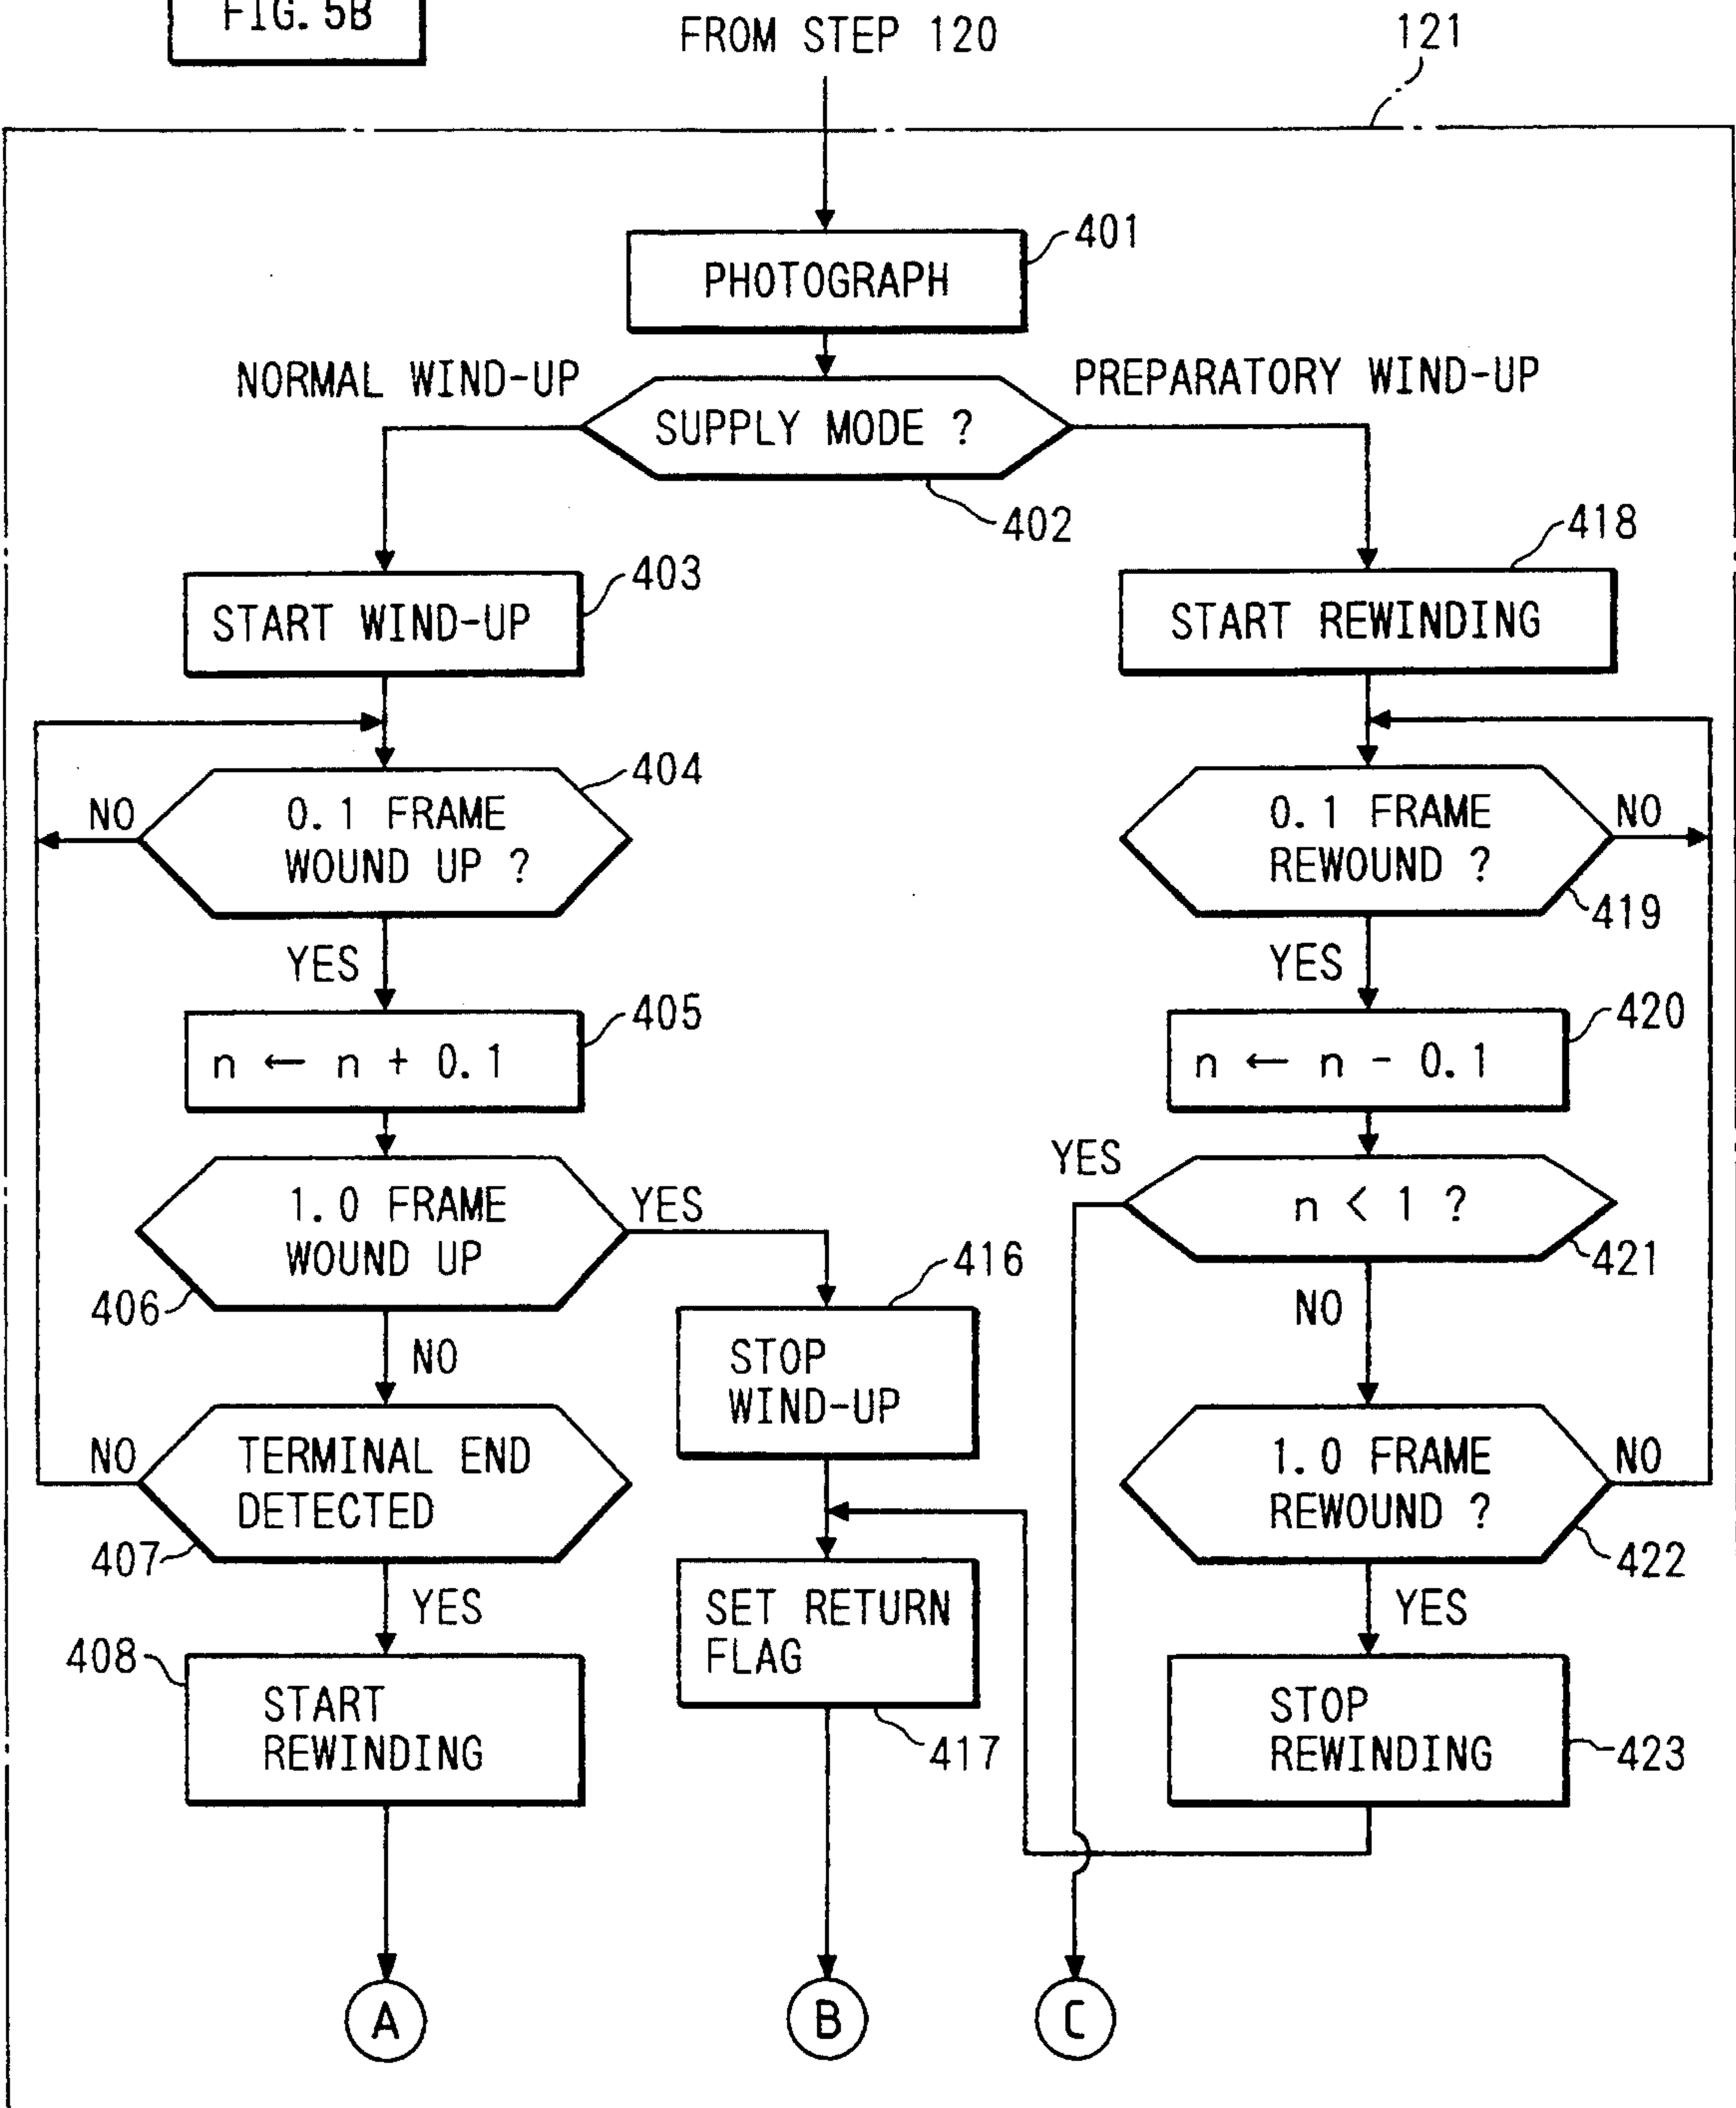 FIG. 5B
FROM STEP 120
121
PHOTOGRAPH
401
NORMAL WIND-UP
PREPARATORY WIND-UP
SUPPLY MODE ?
402
START WIND-UP
403
START REWINDING
418
0.1 FRAME
WOUND UP ?
404
NO
YES
0.1 FRAME
REWOUND ?
NO
419
YES
n ← n + 0.1
405
n ← n - 0.1
420
1.0 FRAME
WOUND UP
YES
406
NO
YES
n < 1 ?
421
NO
416
STOP
WIND-UP
NO
TERMINAL END
DETECTED
407
YES
1.0 FRAME
REWOUND ?
NO
422
YES
408
START
REWINDING
SET RETURN
FLAG
417
STOP
REWINDING
423
A
B
C